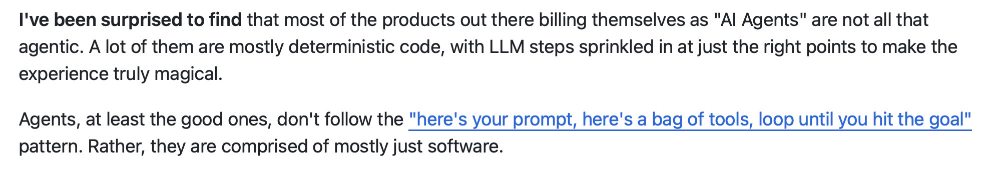 I've been surprised to find that most of the products out there billing themselves as "AI Agents" are not all that
agentic. A lot of them are mostly deterministic code, with LLM steps sprinkled in at just the right points to make the
experience truly magical.
Agents, at least the good ones, don't follow the "here's your prompt, here's a bag of tools, loop until you hit the goal"
pattern. Rather, they are comprised of mostly just software.